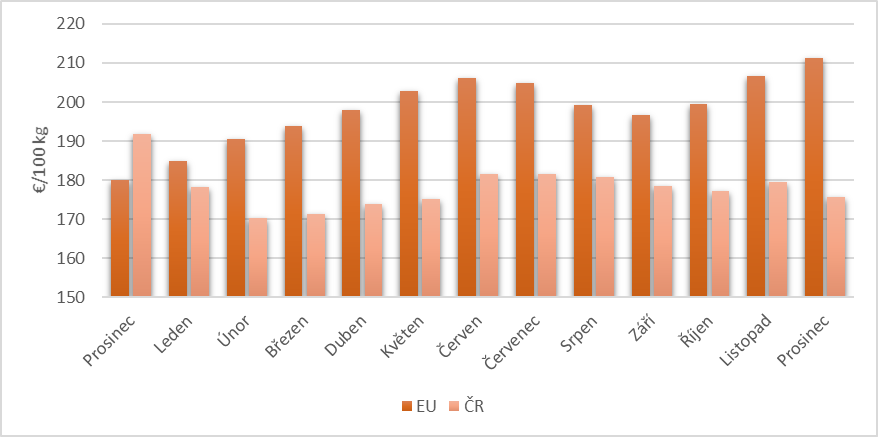 220
210
200
190
180
170
160
150
€/100 kg
Prosinec
Leden
Únor
Březen
Duben
Květen
Červen
Červenec
Srpen
Září
Říjen
Listopad
Prosinec
EU ČR